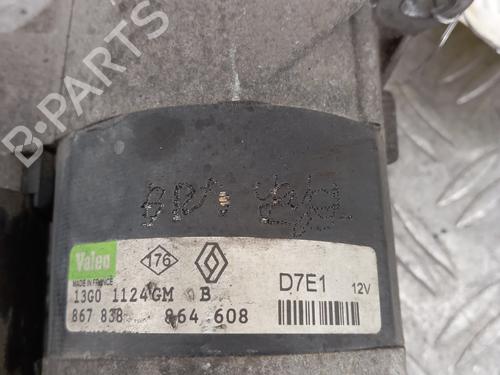 B-PARTS
Valeo
176
MADE IN FRANCE
D7E1 12V
13G0 1124GM B
867 838 864 608